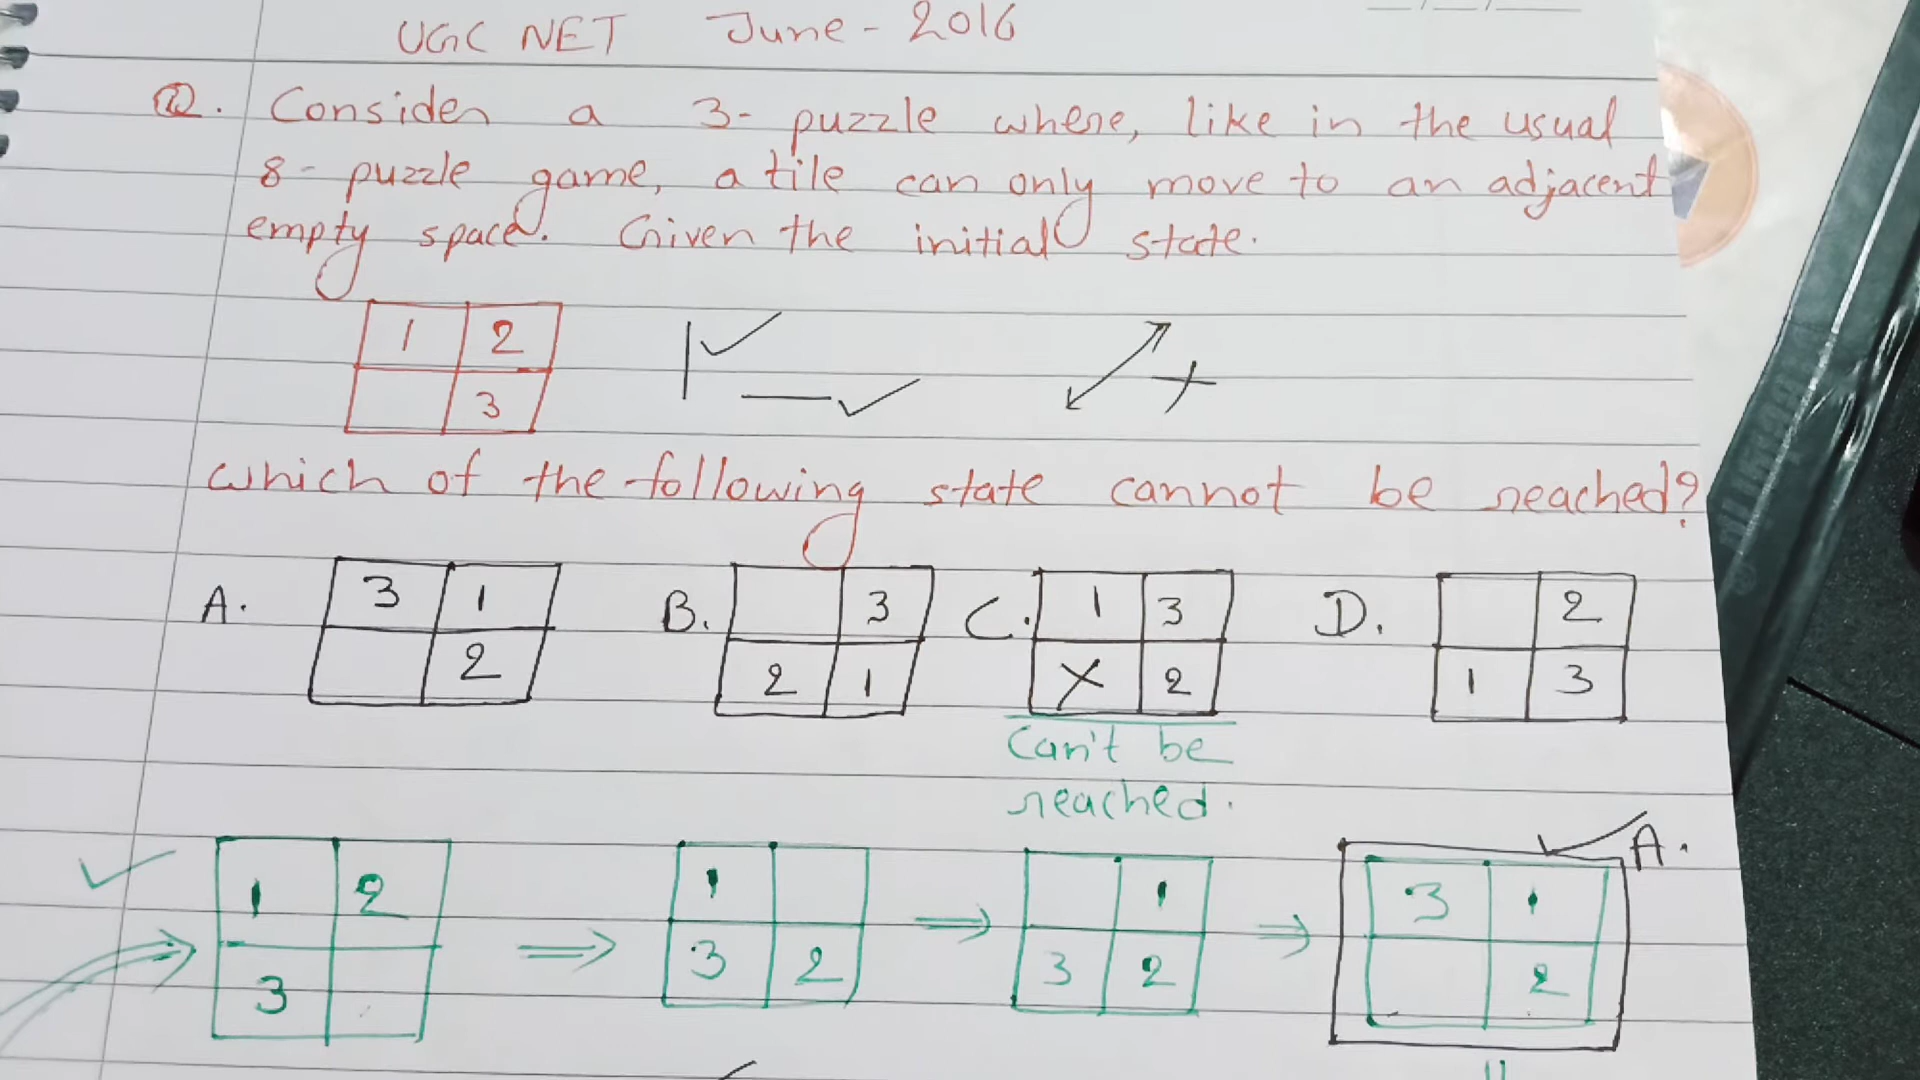 UGC NET June - 2016
Q. Consider a 3- puzzle where, like in the usual
8- puzzle game, a tile can only move to an adjacent
empty space. Given the initial state.
1 2
3
which of the following state cannot be reached?
A. 3 1 B. 3 C. 1 3 D. 2
2 2 1 X 2 1 3
Can't be
reached.
A.
1 2 1 1 3 1
3 3 2 3 2 2